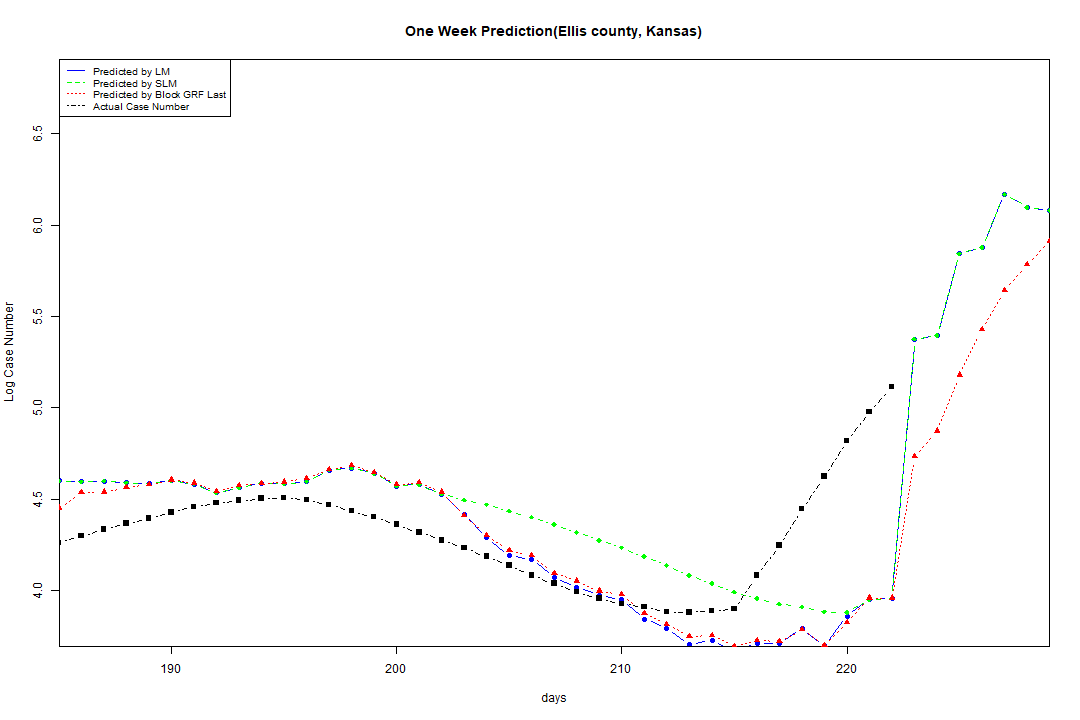 One Week Prediction(Ellis county, Kansas)
Predicted by LM
Predicted by SLM
Predicted by Block GRF Last
Actual Case Number
6.5
6.0
5.5
5.0
4.5
4.0
Log Case Number
190 200 210 220
days